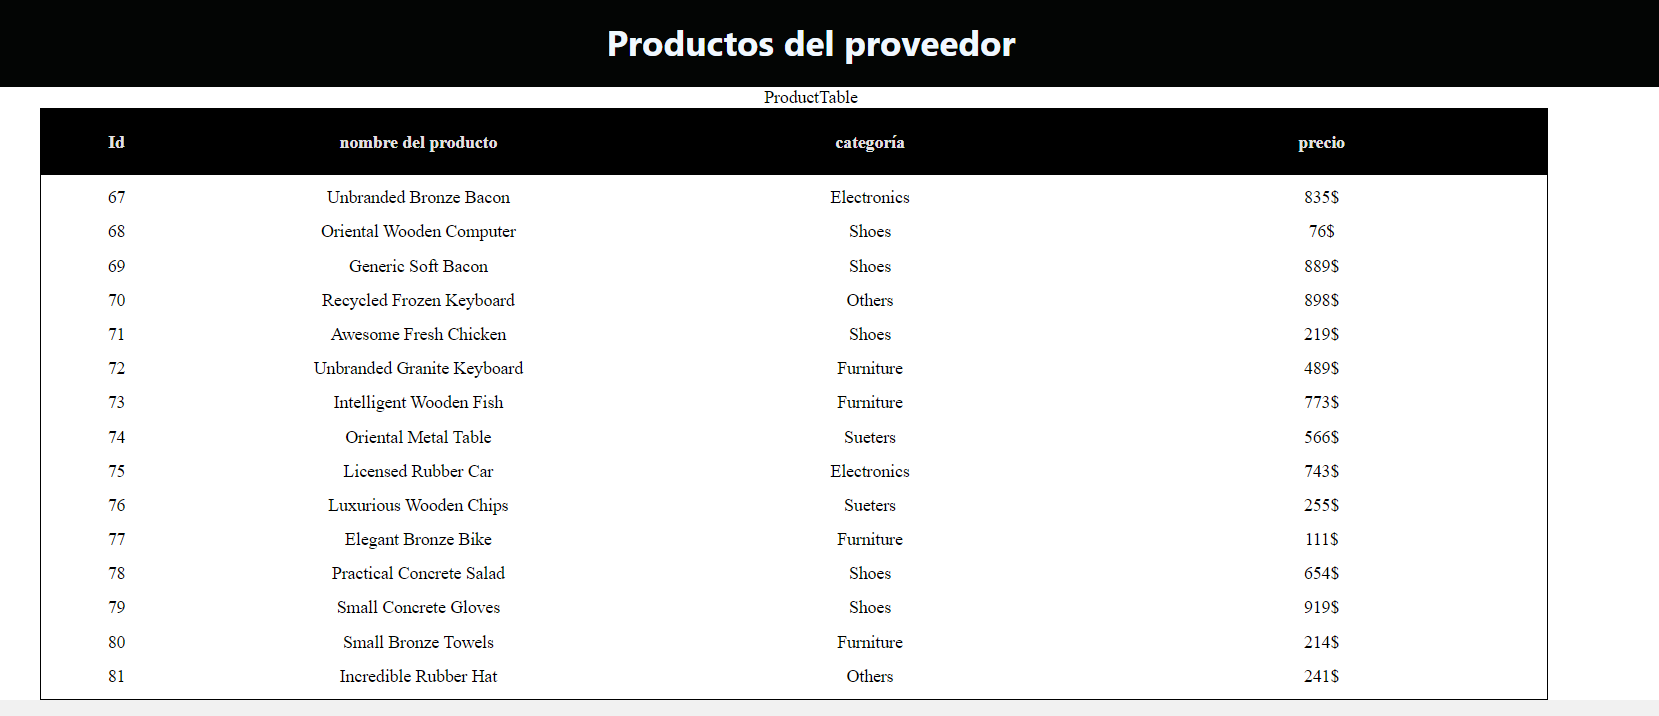 Productos del proveedor
ProductTable
Id nombre del producto categoría precio
67 Unbranded Bronze Bacon Electronics 835$
68 Oriental Wooden Computer Shoes 76$
69 Generic Soft Bacon Shoes 889$
70 Recycled Frozen Keyboard Others 898$
71 Awesome Fresh Chicken Shoes 219$
72 Unbranded Granite Keyboard Furniture 489$
73 Intelligent Wooden Fish Furniture 773$
74 Oriental Metal Table Sueters 566$
75 Licensed Rubber Car Electronics 743$
76 Luxurious Wooden Chips Sueters 255$
77 Elegant Bronze Bike Furniture 111$
78 Practical Concrete Salad Shoes 654$
79 Small Concrete Gloves Shoes 919$
80 Small Bronze Towels Furniture 214$
81 Incredible Rubber Hat Others 241$